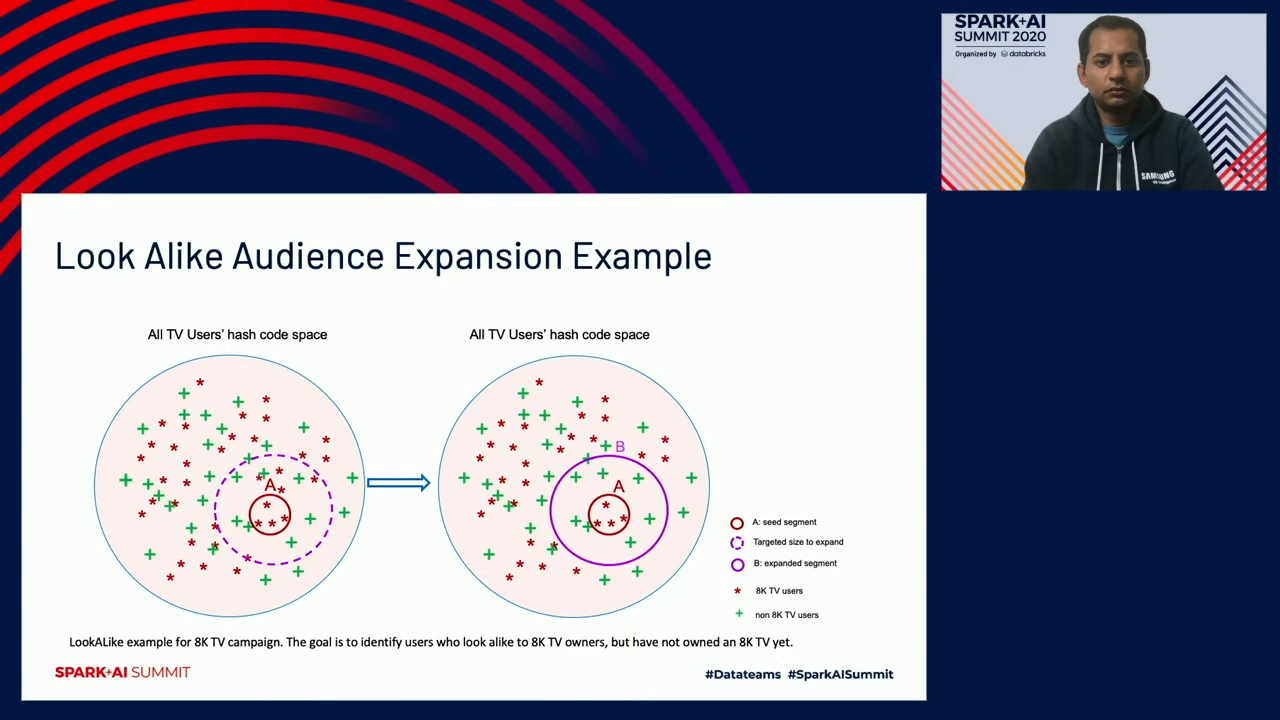 SPARK+AI
SUMMIT 2020
Organized by databricks
SAMSUNG
Look Alike Audience Expansion Example
All TV Users' hash code space
All TV Users' hash code space
B
A
A
A: seed segment
Targeted size to expand
B: expanded segment
8K TV users
non 8K TV users
LookALike example for 8K TV campaign. The goal is to identify users who look alike to 8K TV owners, but have not owned an 8K TV yet.
SPARK+AI SUMMIT
#Datateams #SparkAISummit